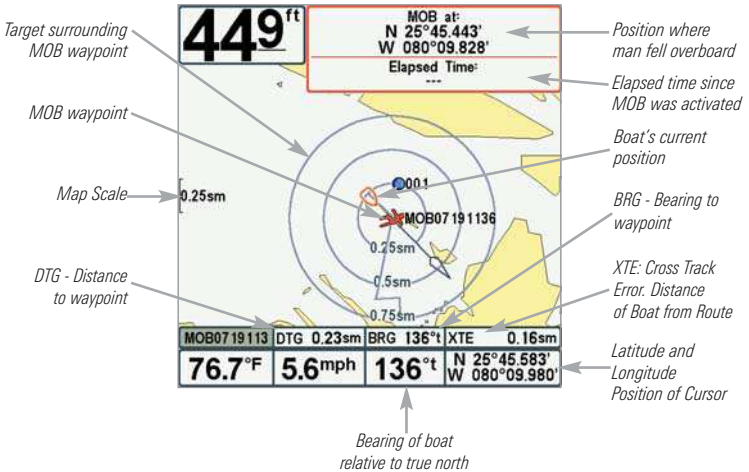 Target surrounding
MOB waypoint
449 ft
MOB at:
N 25°45.443'
W 080°09.828'
Elapsed Time:
---
Position where
man fell overboard
Elapsed time since
MOB was activated
MOB waypoint
Boat's current
position
Map Scale
0.25sm
001
MOB07191136
0.25sm
0.5sm
0.75sm
BRG - Bearing to
waypoint
DTG - Distance
to waypoint
XTE: Cross Track
Error. Distance
of Boat from Route
MOB0719113 DTG 0.23sm BRG 136°t XTE 0.16sm
76.7°F 5.6mph 136°t N 25°45.583'
W 080°09.980'
Latitude and
Longitude
Position of Cursor
Bearing of boat
relative to true north